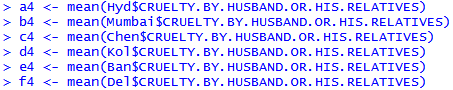 > a4 <- mean(Hyd$CRUELTY.BY.HUSBAND.OR.HIS.RELATIVES)
> b4 <- mean(Mumbai$CRUELTY.BY.HUSBAND.OR.HIS.RELATIVES)
> c4 <- mean(Chen$CRUELTY.BY.HUSBAND.OR.HIS.RELATIVES)
> d4 <- mean(Kol$CRUELTY.BY.HUSBAND.OR.HIS.RELATIVES)
> e4 <- mean(Ban$CRUELTY.BY.HUSBAND.OR.HIS.RELATIVES)
> f4 <- mean(Del$CRUELTY.BY.HUSBAND.OR.HIS.RELATIVES)